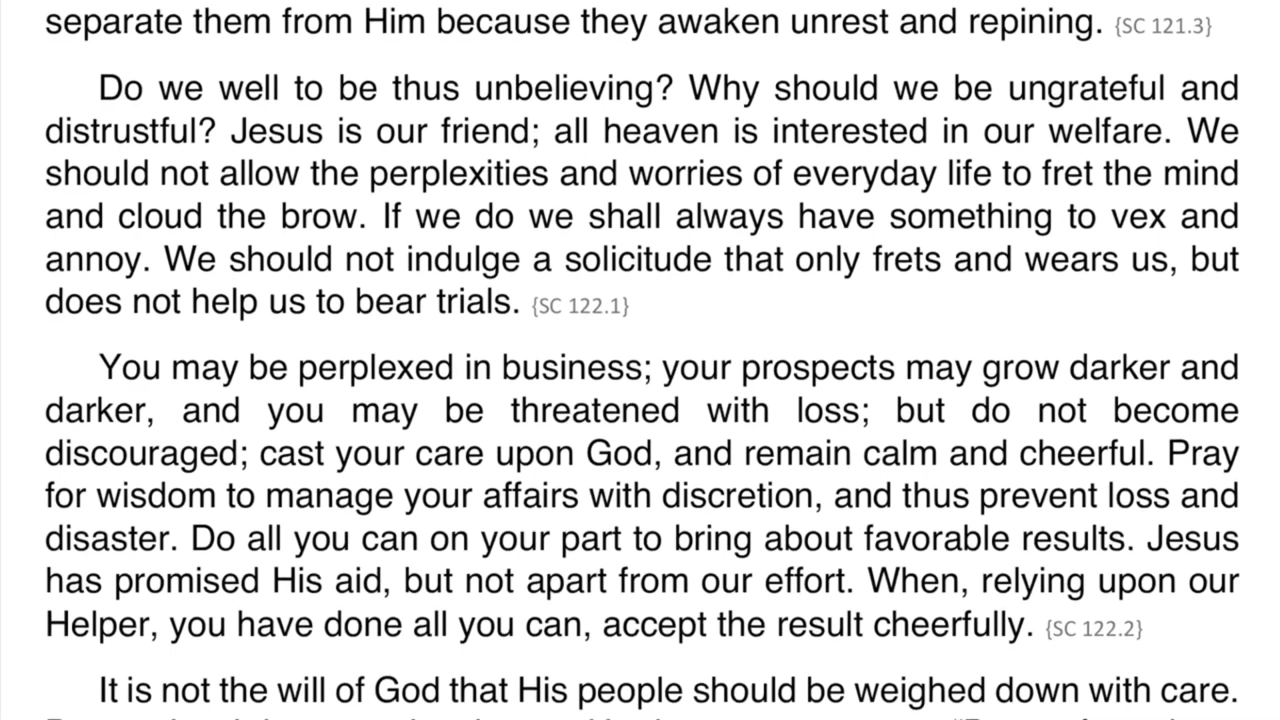 separate them from Him because they awaken unrest and repining. {SC 121.3}
Do we well to be thus unbelieving? Why should we be ungrateful and
distrustful? Jesus is our friend; all heaven is interested in our welfare. We
should not allow the perplexities and worries of everyday life to fret the mind
and cloud the brow. If we do we shall always have something to vex and
annoy. We should not indulge a solicitude that only frets and wears us, but
does not help us to bear trials. {SC 122.1}
You may be perplexed in business; your prospects may grow darker and
darker, and you may be threatened with loss; but do not become
discouraged; cast your care upon God, and remain calm and cheerful. Pray
for wisdom to manage your affairs with discretion, and thus prevent loss and
disaster. Do all you can on your part to bring about favorable results. Jesus
has promised His aid, but not apart from our effort. When, relying upon our
Helper, you have done all you can, accept the result cheerfully. {SC 122.2}
It is not the will of God that His people should be weighed down with care.